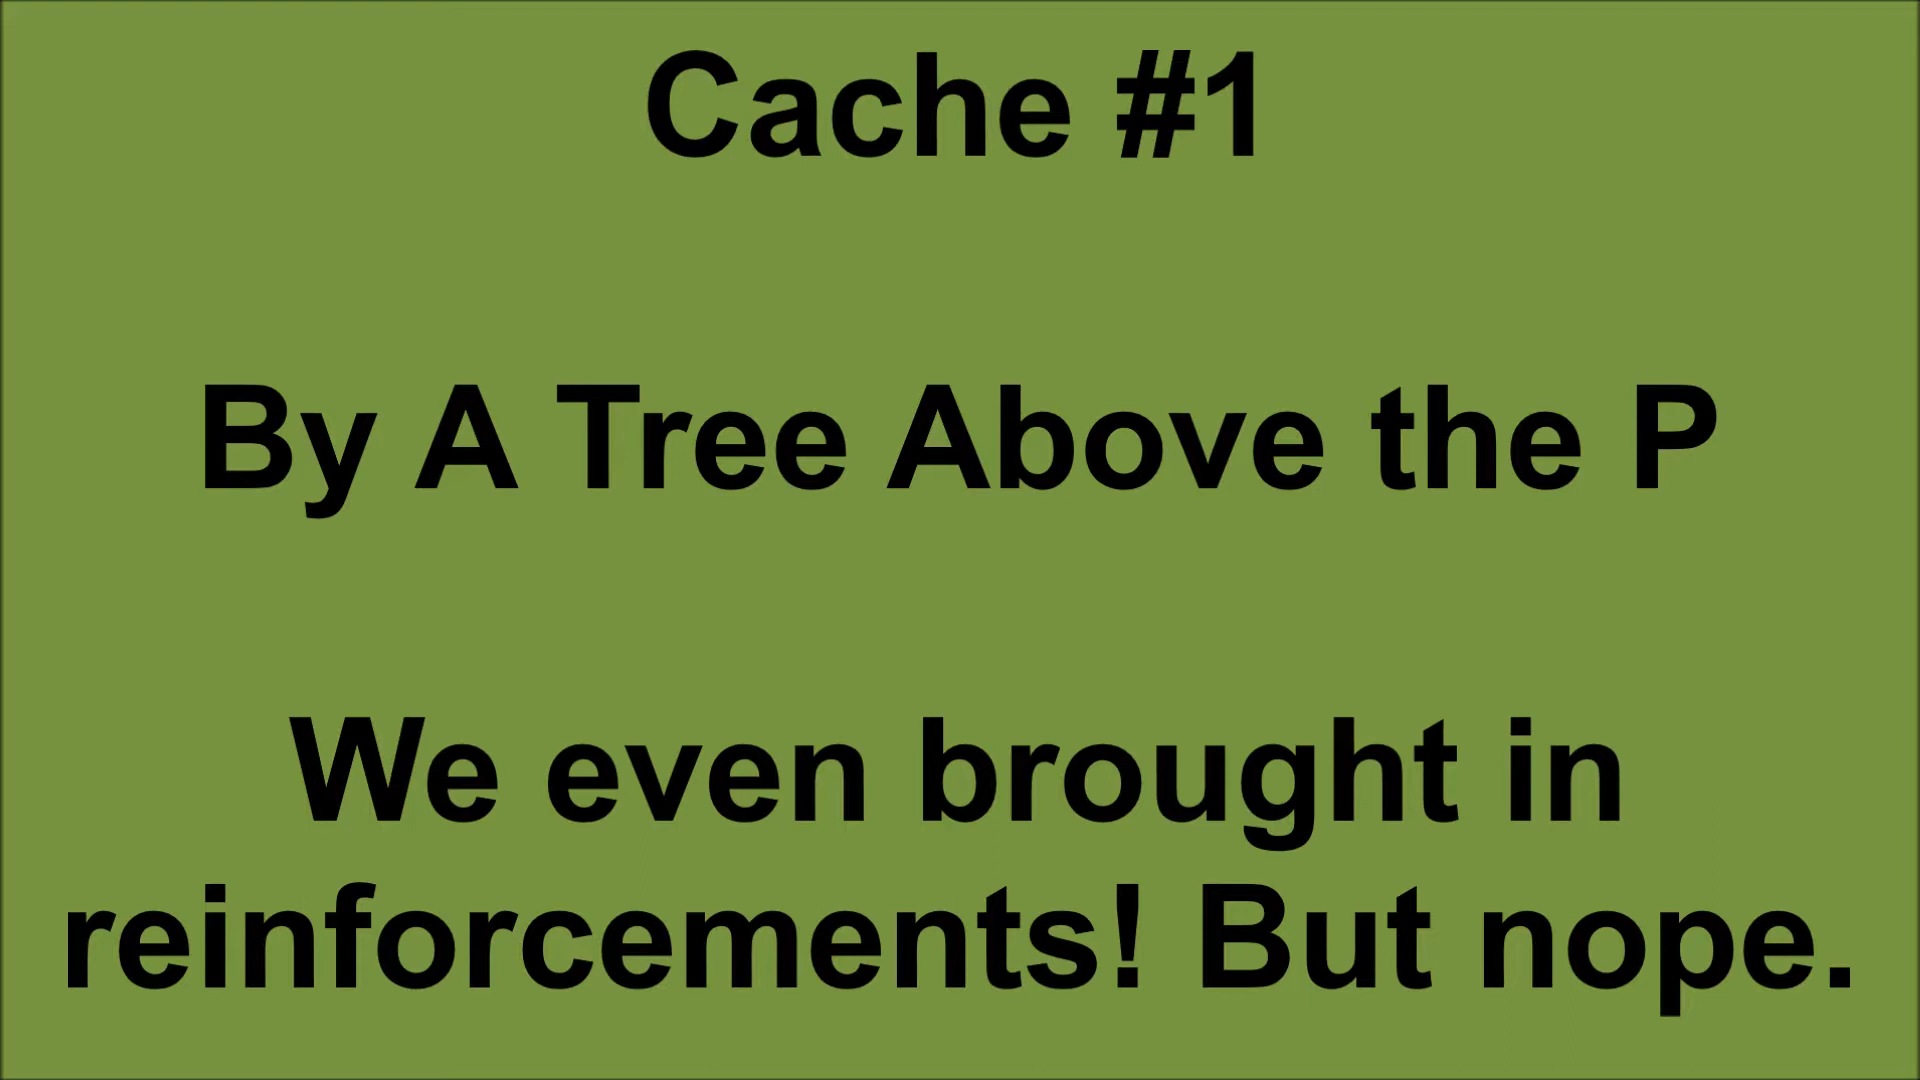 Cache #1
By A Tree Above the P
We even brought in
reinforcements! But nope.